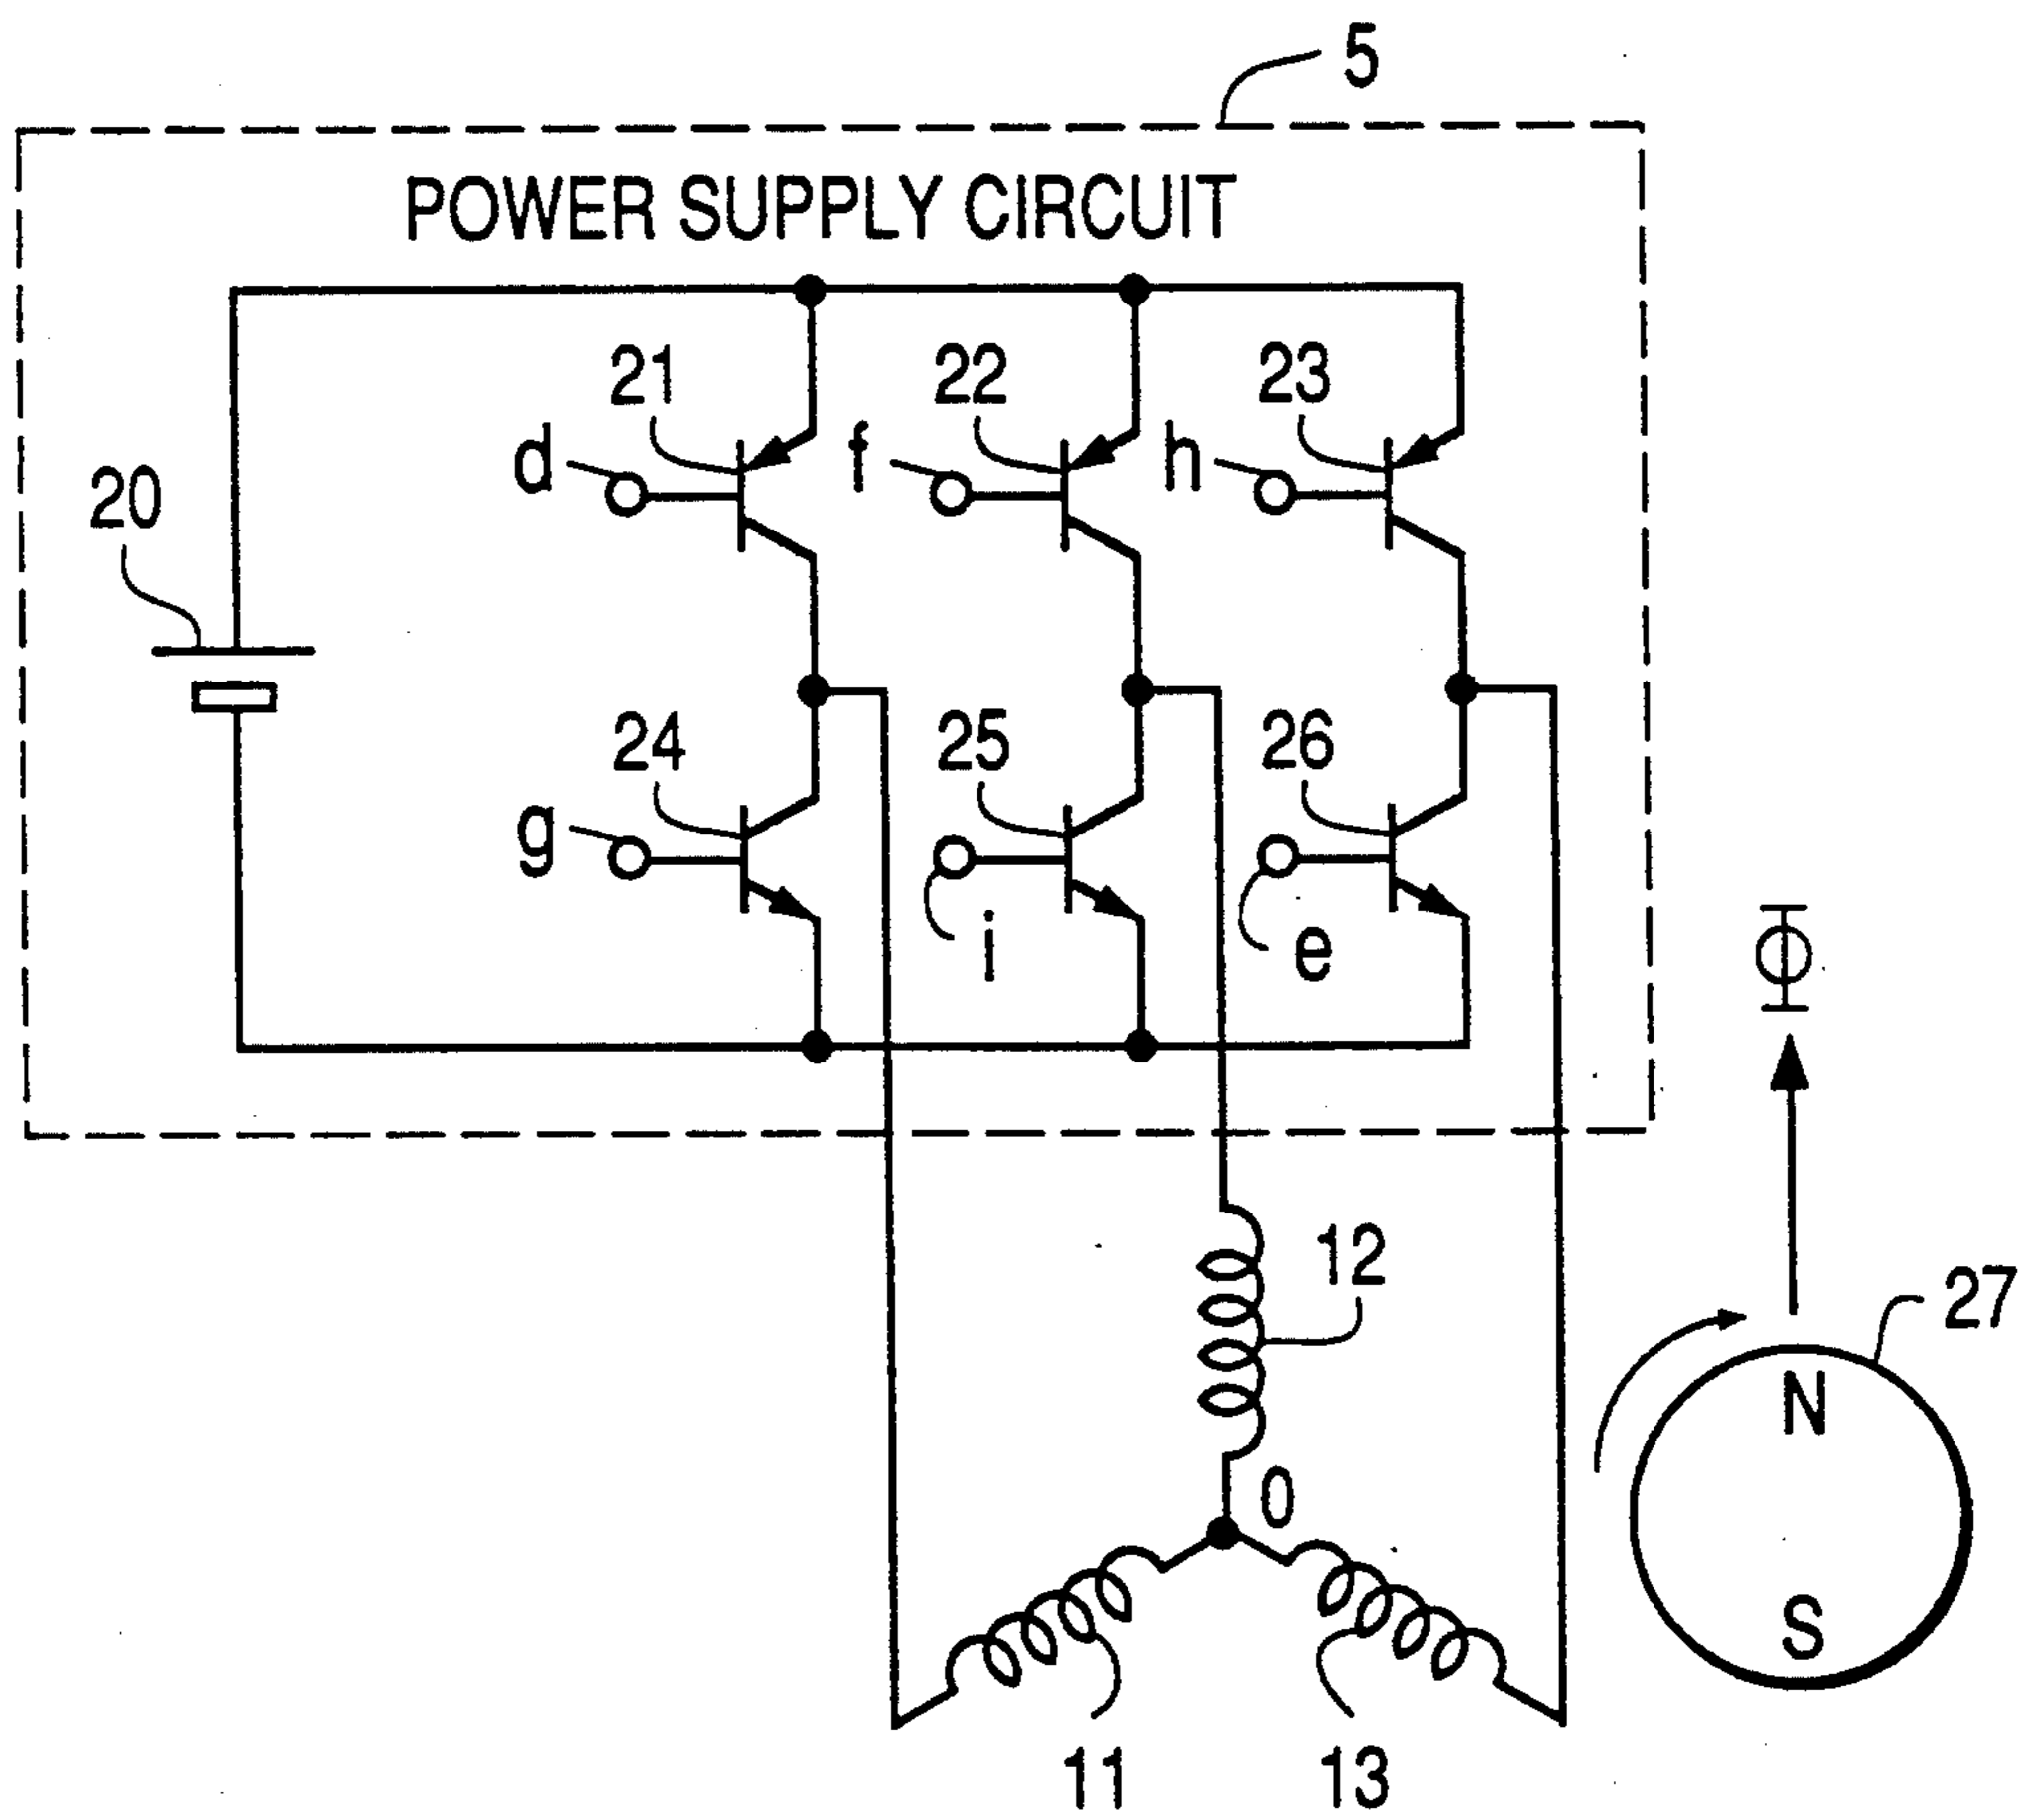 5
POWER SUPPLY CIRCUIT
21 22 23
d f h
20
24 25 26
g i e
Φ
12
27
N
0
S
11 13